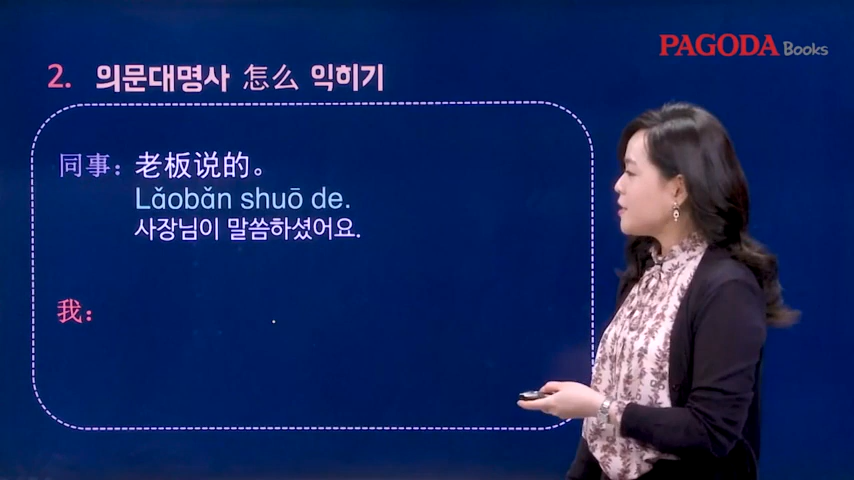 PAGODA Books
2. 의문대명사 怎么 익히기
同事: 老板说的。
Lǎobǎn shuō de.
사장님이 말씀하셨어요.
我: